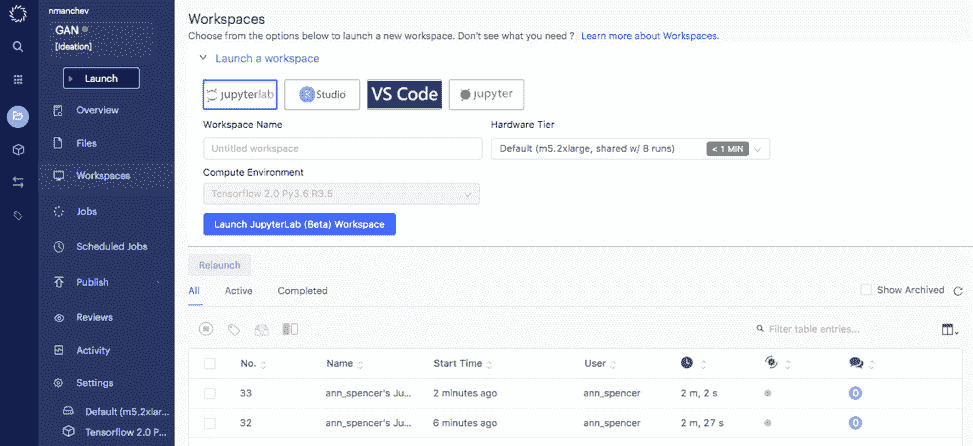 nmanchev
GAN
[Ideation]
Launch
Overview
Files
Workspaces
Jobs
Scheduled Jobs
Publish
Reviews
Activity
Settings
Default (m5.2xlar...
Tensorflow 2.0 P...
Workspaces
Choose from the options below to launch a new workspace. Don't see what you need ? Learn more about Workspaces.
Launch a workspace
jupyterlab
R Studio
VS Code
jupyter
Workspace Name
Hardware Tier
Untitled workspace
Default (m5.2xlarge, shared w/ 8 runs) < 1 MIN
Compute Environment
Tensorflow 2.0 Py3.6 R3.5
Launch JupyterLab (Beta) Workspace
Relaunch
All Active Completed Show Archived
Filter table entries...
No. Name Start Time User
33 ann_spencer's Ju... 2 minutes ago ann_spencer 2 m, 2 s 0
32 ann_spencer's Ju... 6 minutes ago ann_spencer 2 m, 27 s 0